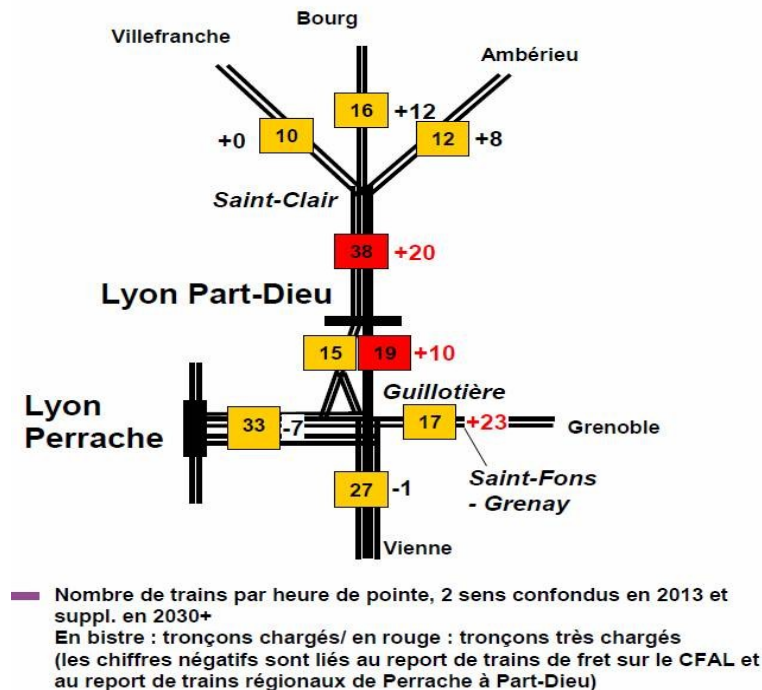 Bourg
Villefranche
Ambérieu
16 +12
+0 10
12 +8
Saint-Clair
38 +20
Lyon Part-Dieu
15 19 +10
Guillotière
Lyon
Perrache
33 -7
17 +23
Grenoble
Saint-Fons
- Grenay
27 -1
Vienne
Nombre de trains par heure de pointe, 2 sens confondus en 2013 et
suppl. en 2030+
En bistre : tronçons chargés/ en rouge : tronçons très chargés
(les chiffres négatifs sont liés au report de trains de fret sur le CFAL et
au report de trains régionaux de Perrache à Part-Dieu)